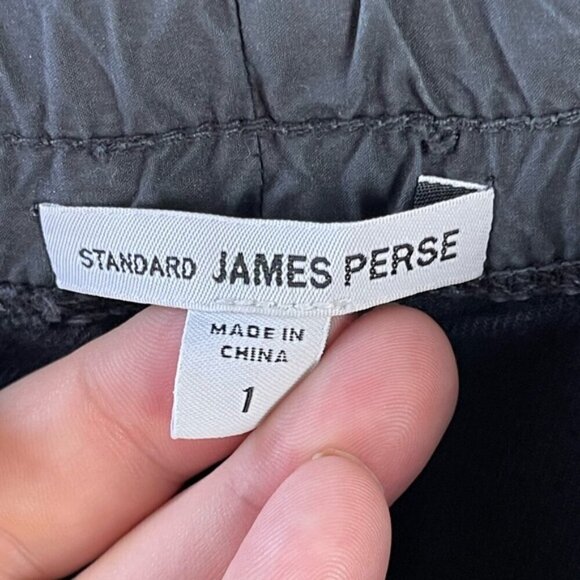 STANDARD JAMES PERSE
MADE IN
CHINA
1